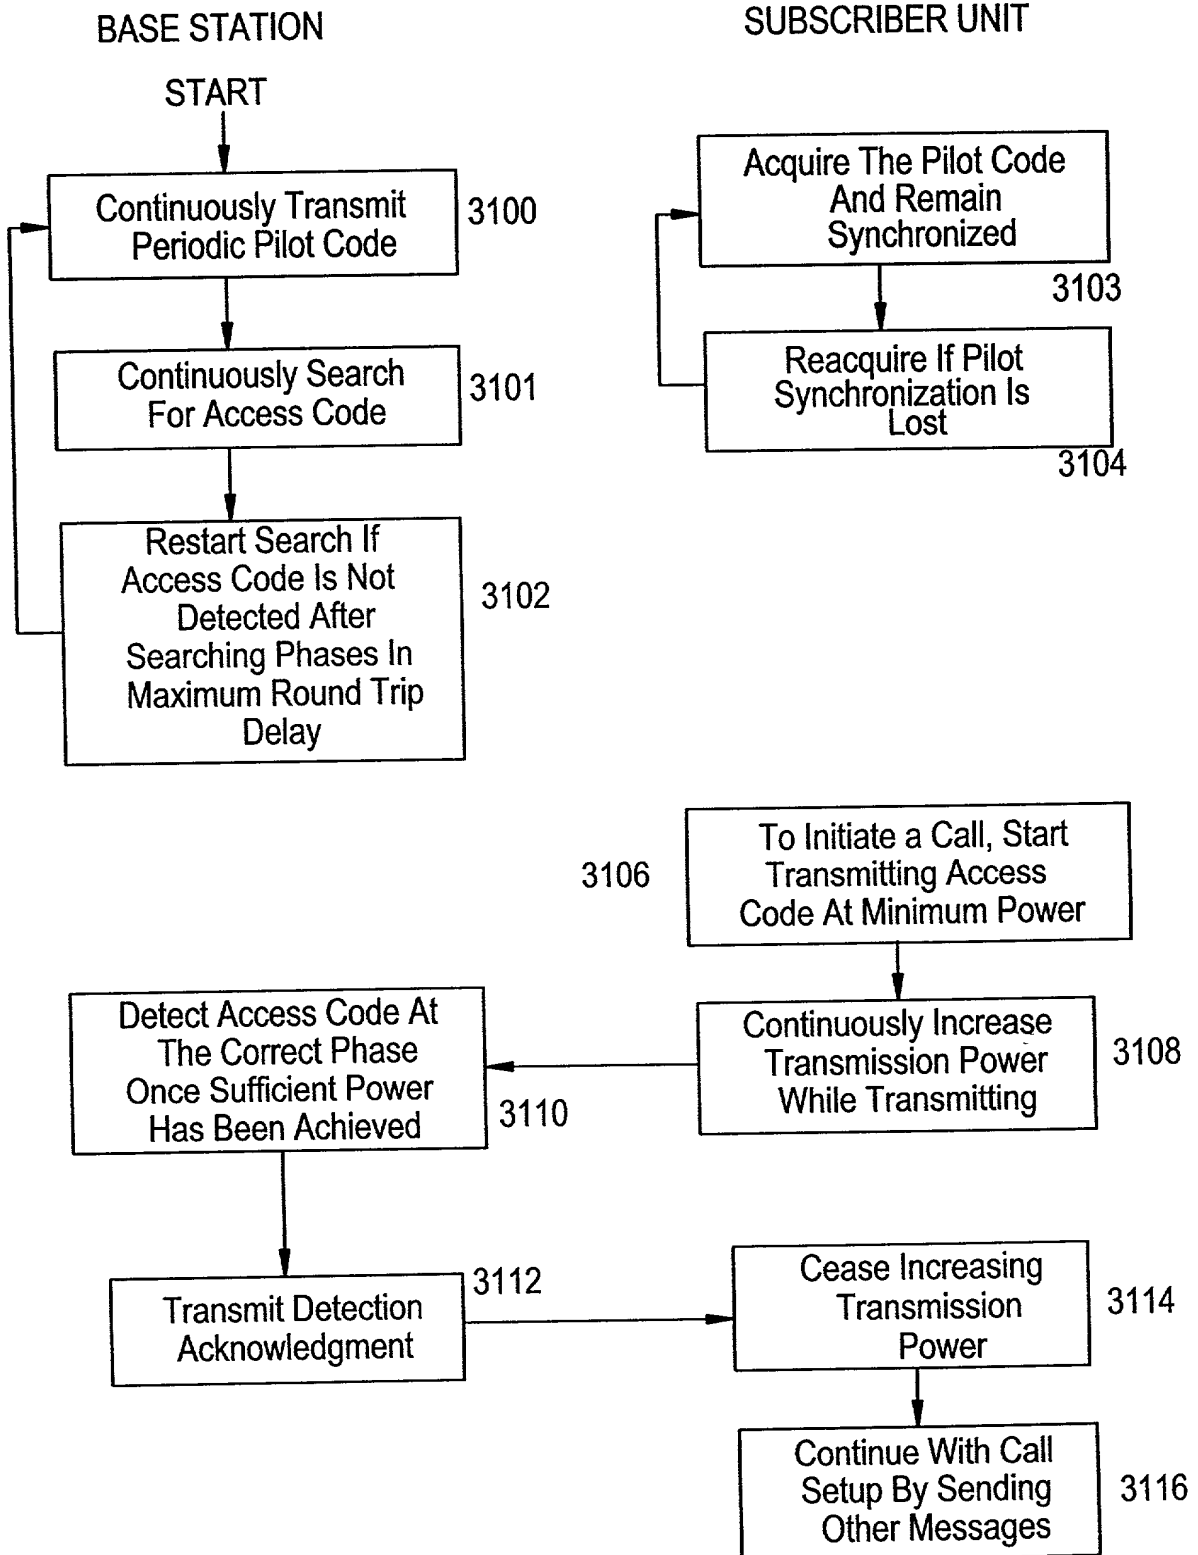 BASE STATION
SUBSCRIBER UNIT
START
Continuously Transmit
Periodic Pilot Code
3100
Continuously Search
For Access Code
3101
Restart Search If
Access Code Is Not
Detected After
Searching Phases In
Maximum Round Trip
Delay
3102
Acquire The Pilot Code
And Remain
Synchronized
3103
Reacquire If Pilot
Synchronization Is
Lost
3104
3106
To Initiate a Call, Start
Transmitting Access
Code At Minimum Power
Continuously Increase
Transmission Power
While Transmitting
3108
Detect Access Code At
The Correct Phase
Once Sufficient Power
Has Been Achieved
3110
3112
Transmit Detection
Acknowledgment
Cease Increasing
Transmission
Power
3114
Continue With Call
Setup By Sending
Other Messages
3116